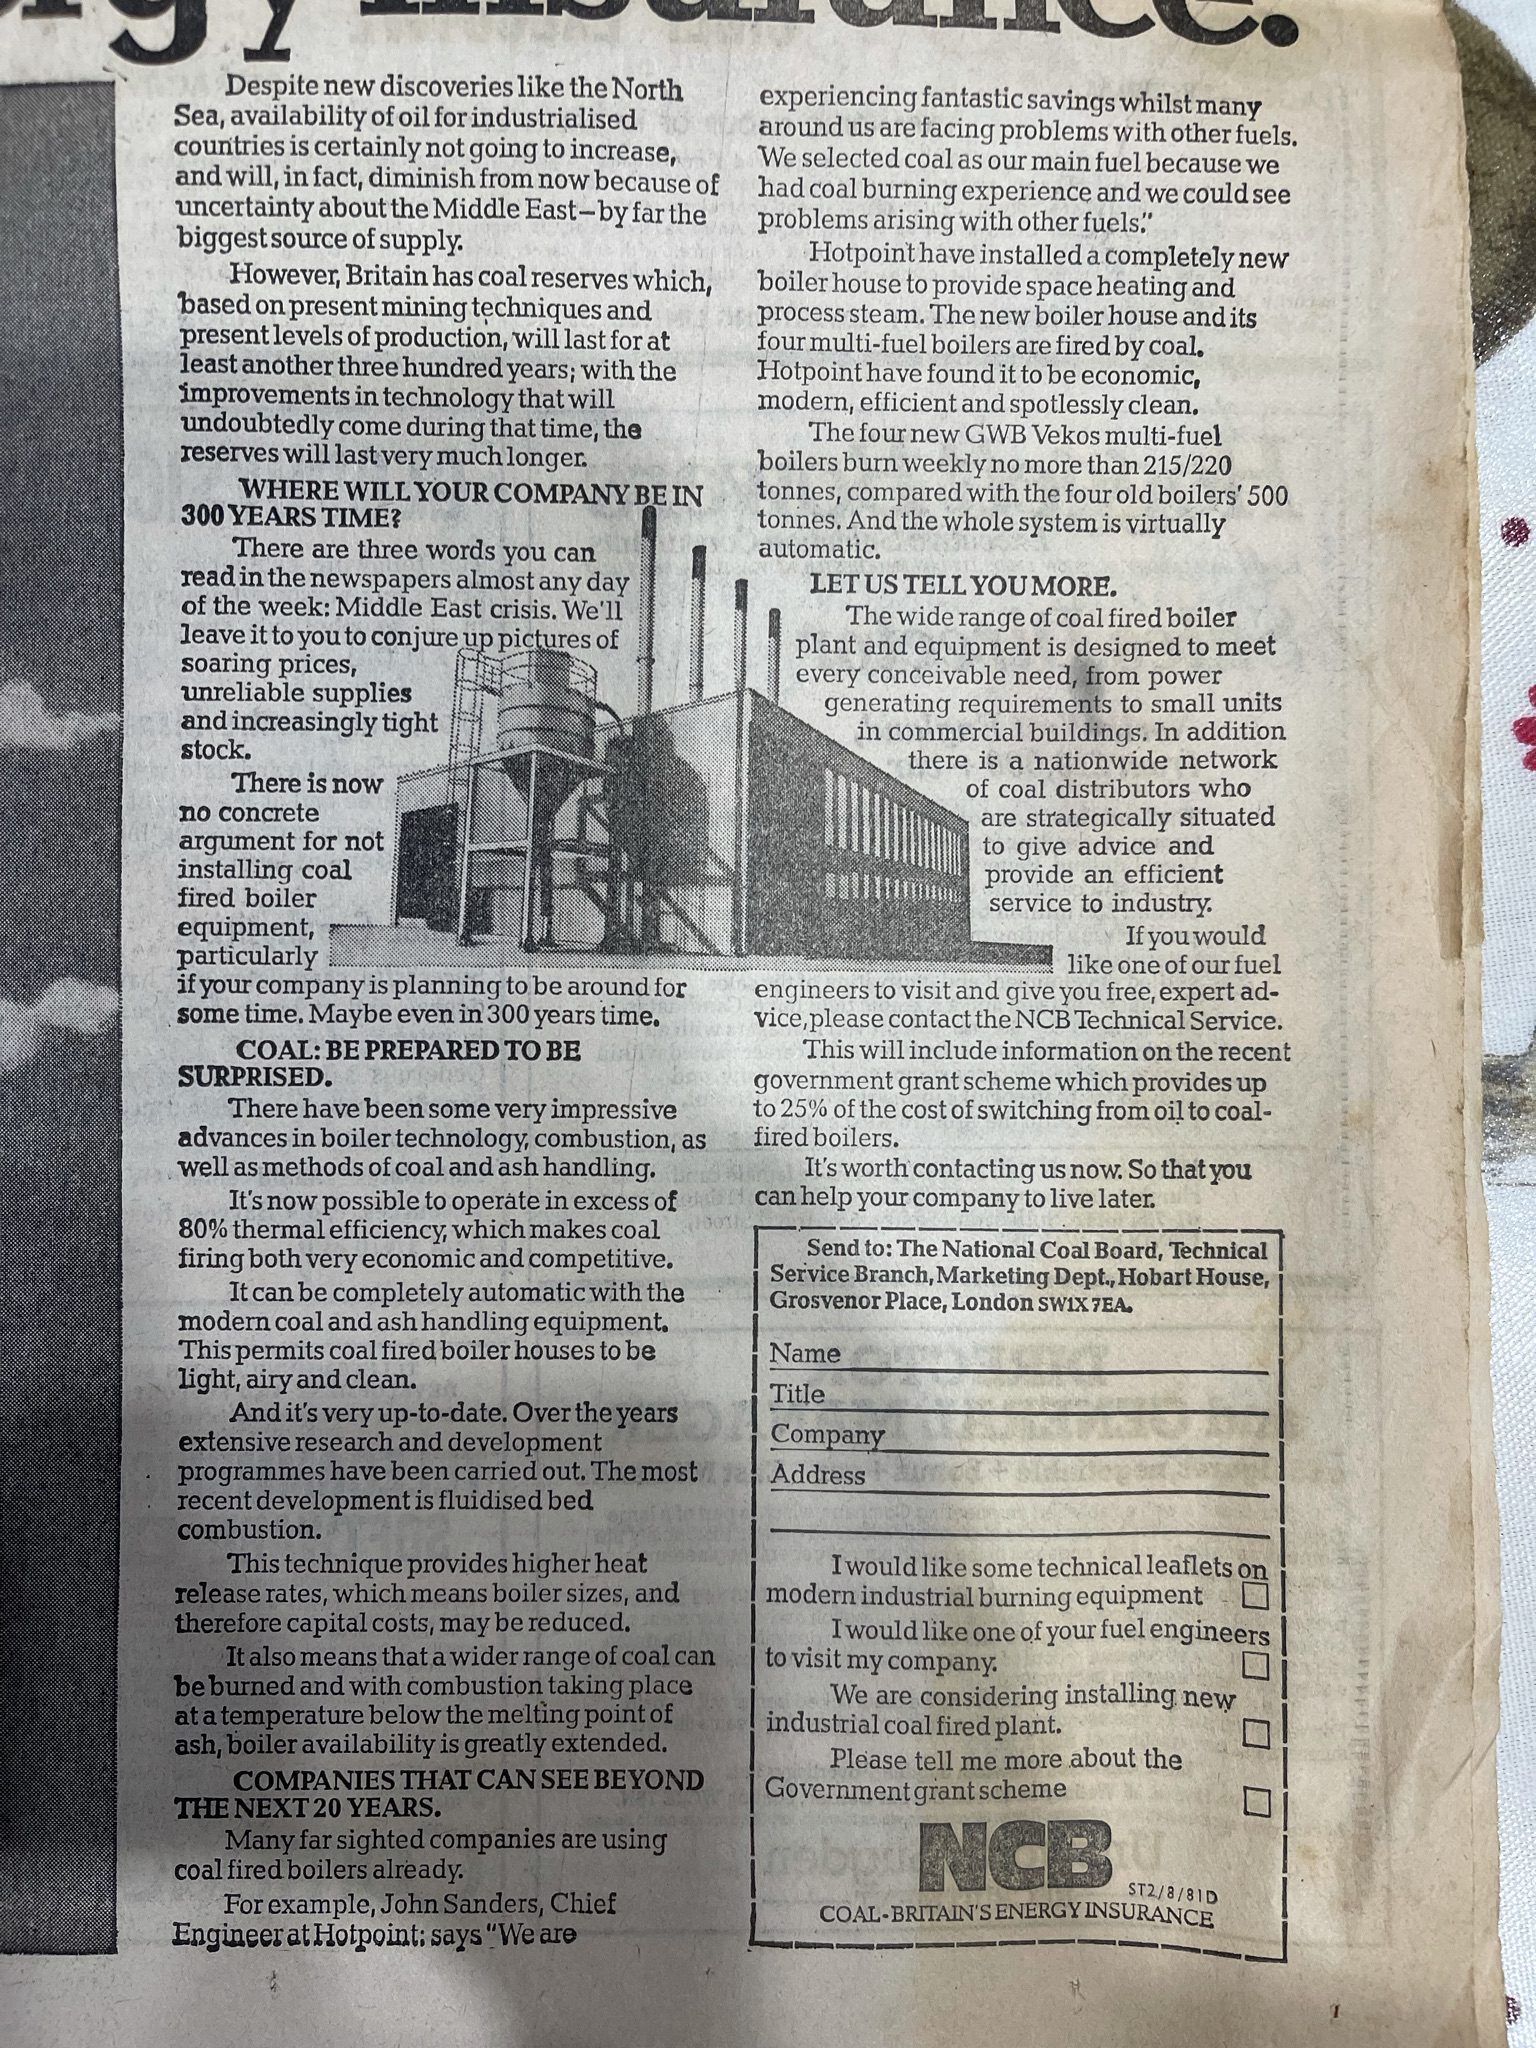 rgy insurance.
Despite new discoveries like the North
Sea, availability of oil for industrialised
countries is certainly not going to increase,
and will, in fact, diminish from now because of
uncertainty about the Middle East—by far the
biggest source of supply.
However, Britain has coal reserves which,
based on present mining techniques and
present levels of production, will last for at
least another three hundred years; with the
improvements in technology that will
undoubtedly come during that time, the
reserves will last very much longer.
WHERE WILL YOUR COMPANY BE IN
300 YEARS TIME?
There are three words you can
read in the newspapers almost any day
of the week: Middle East crisis. We'll
leave it to you to conjure up pictures of
soaring prices,
unreliable supplies
and increasingly tight
stock.
There is now
no concrete
argument for not
installing coal
fired boiler
equipment,
particularly
if your company is planning to be around for
some time. Maybe even in 300 years time.
COAL: BE PREPARED TO BE
SURPRISED.
There have been some very impressive
advances in boiler technology, combustion, as
well as methods of coal and ash handling.
It's now possible to operate in excess of
80% thermal efficiency, which makes coal
firing both very economic and competitive.
It can be completely automatic with the
modern coal and ash handling equipment.
This permits coal fired boiler houses to be
light, airy and clean.
And it's very up-to-date. Over the years
extensive research and development
programmes have been carried out. The most
recent development is fluidised bed
combustion.
This technique provides higher heat
release rates, which means boiler sizes, and
therefore capital costs, may be reduced.
It also means that a wider range of coal can
be burned and with combustion taking place
at a temperature below the melting point of
ash, boiler availability is greatly extended.
COMPANIES THAT CAN SEE BEYOND
THE NEXT 20 YEARS.
Many far sighted companies are using
coal fired boilers already.
For example, John Sanders, Chief
Engineer at Hotpoint: says "We are
experiencing fantastic savings whilst many
around us are facing problems with other fuels.
We selected coal as our main fuel because we
had coal burning experience and we could see
problems arising with other fuels."
Hotpoint have installed a completely new
boiler house to provide space heating and
process steam. The new boiler house and its
four multi-fuel boilers are fired by coal.
Hotpoint have found it to be economic,
modern, efficient and spotlessly clean.
The four new GWB Vekos multi-fuel
boilers burn weekly no more than 215/220
tonnes, compared with the four old boilers' 500
tonnes. And the whole system is virtually
automatic.
LET US TELL YOU MORE.
The wide range of coal fired boiler
plant and equipment is designed to meet
every conceivable need, from power
generating requirements to small units
in commercial buildings. In addition
there is a nationwide network
of coal distributors who
are strategically situated
to give advice and
provide an efficient
service to industry.
If you would
like one of our fuel
engineers to visit and give you free, expert ad-
vice, please contact the NCB Technical Service.
This will include information on the recent
government grant scheme which provides up
to 25% of the cost of switching from oil to coal-
fired boilers.
It's worth contacting us now. So that you
can help your company to live later.
Send to: The National Coal Board, Technical
Service Branch, Marketing Dept., Hobart House,
Grosvenor Place, London SW1X 7EA.
Name
Title
Company
Address
I would like some technical leaflets on
modern industrial burning equipment
I would like one of your fuel engineers
to visit my company.
We are considering installing new
industrial coal fired plant.
Please tell me more about the
Government grant scheme
NCB
ST2/8/81D
COAL-BRITAIN'S ENERGY INSURANCE
1